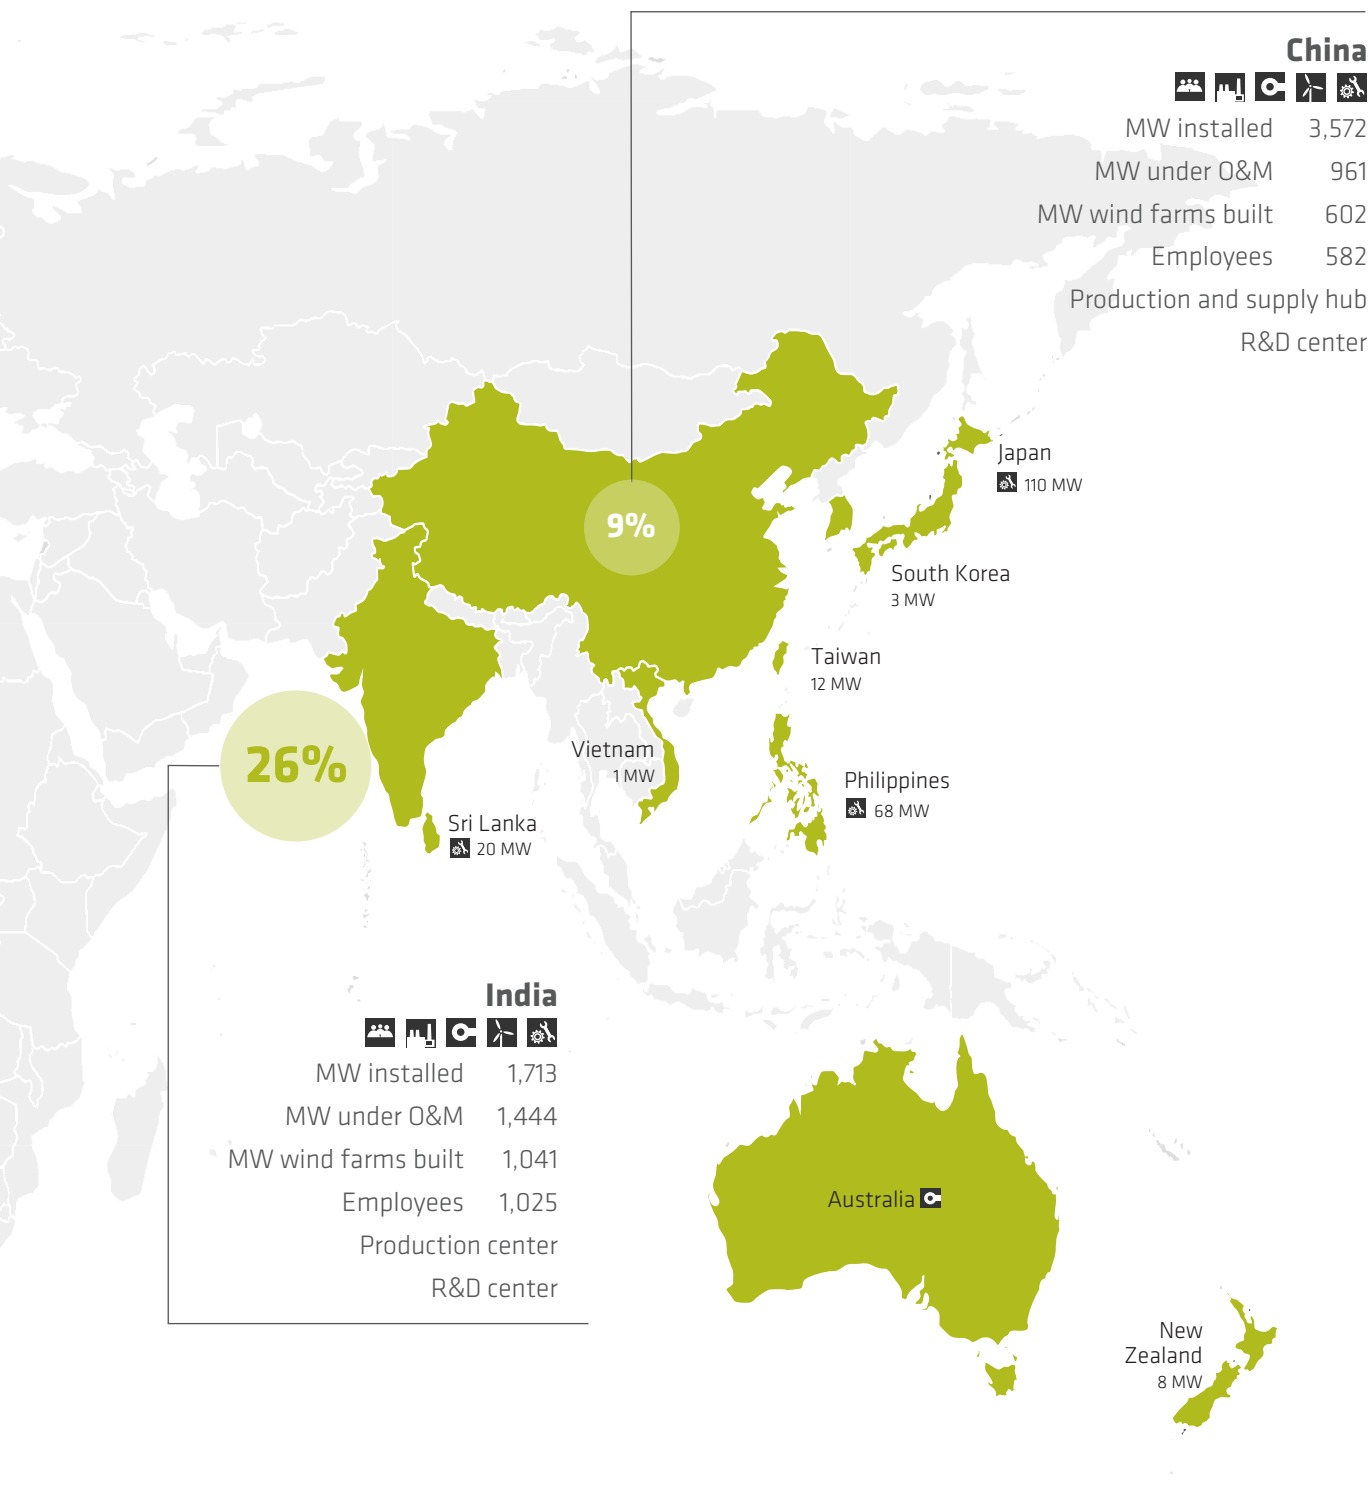 China
MW installed 3,572
MW under O&M 961
MW wind farms built 602
Employees 582
Production and supply hub
R&D center
Japan
110 MW
9%
South Korea
3 MW
Taiwan
12 MW
Vietnam
1 MW
26%
Philippines
68 MW
Sri Lanka
20 MW
India
MW installed 1,713
MW under O&M 1,444
MW wind farms built 1,041
Employees 1,025
Production center
R&D center
Australia
New
Zealand
8 MW